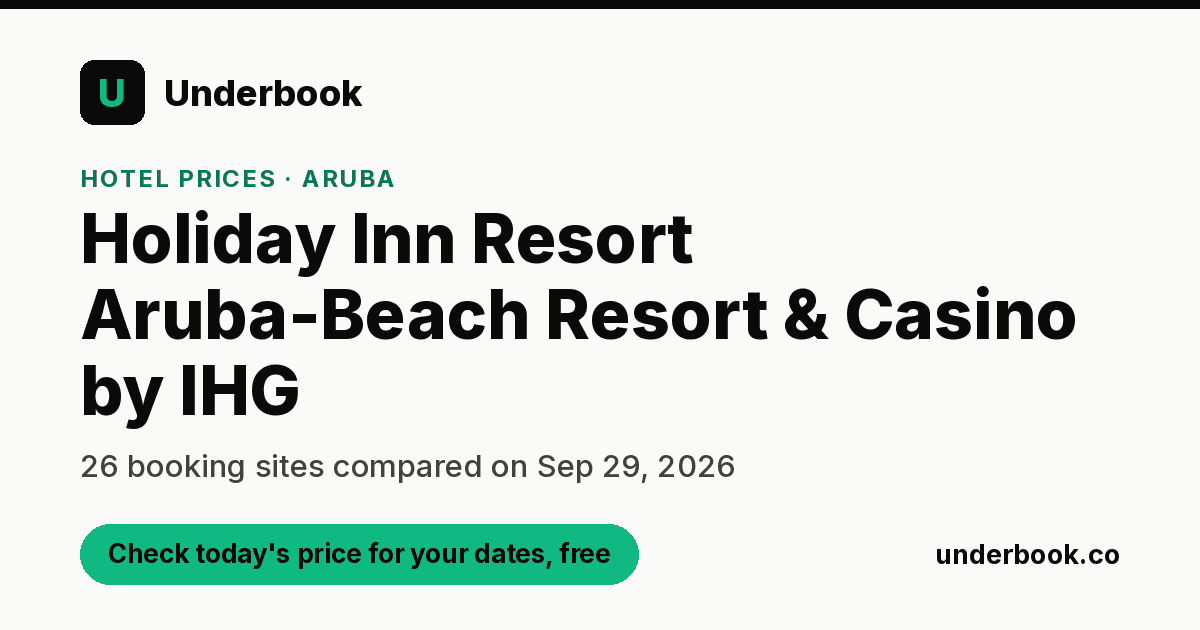 U Underbook
HOTEL PRICES · ARUBA
Holiday Inn Resort
Aruba-Beach Resort & Casino
by IHG
26 booking sites compared on Sep 29, 2026
Check today's price for your dates, free
underbook.co